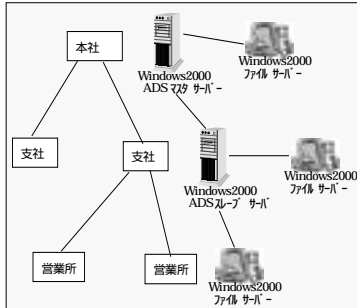 本社
Windows2000
ADS ﾏｽﾀ ｻｰﾊﾞｰ
Windows2000
ﾌｧｲﾙ ｻｰﾊﾞｰ
支社
支社
Windows2000
ADSｽﾚｰﾌﾞ ｻｰﾊﾞ
Windows2000
ﾌｧｲﾙ ｻｰﾊﾞｰ
営業所
営業所
Windows2000
ﾌｧｲﾙ ｻｰﾊﾞｰ